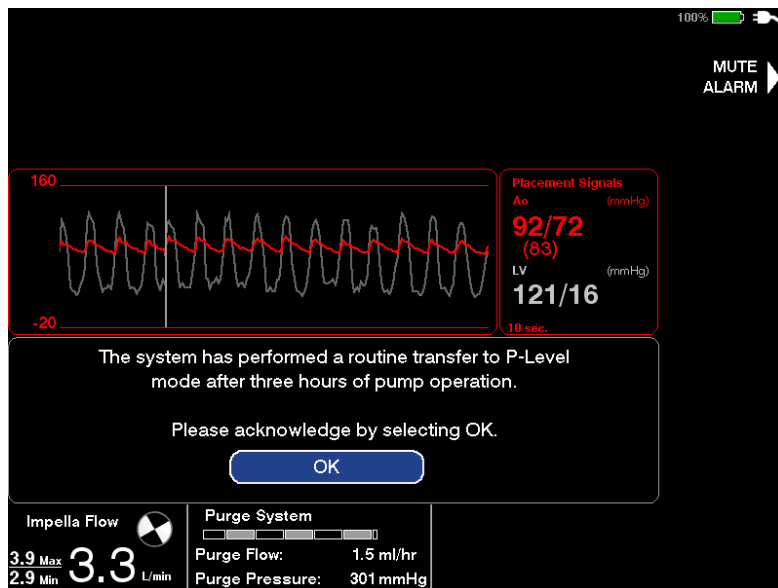 100%
MUTE
ALARM
160
-20
Placement Signals
Ao (mmHg)
92/72
(83)
LV (mmHg)
121/16
10 sec.
The system has performed a routine transfer to P-Level
mode after three hours of pump operation.
Please acknowledge by selecting OK.
OK
Impella Flow
3.9 Max
2.9 Min
3.3 L/min
Purge System
Purge Flow: 1.5 ml/hr
Purge Pressure: 301 mmHg